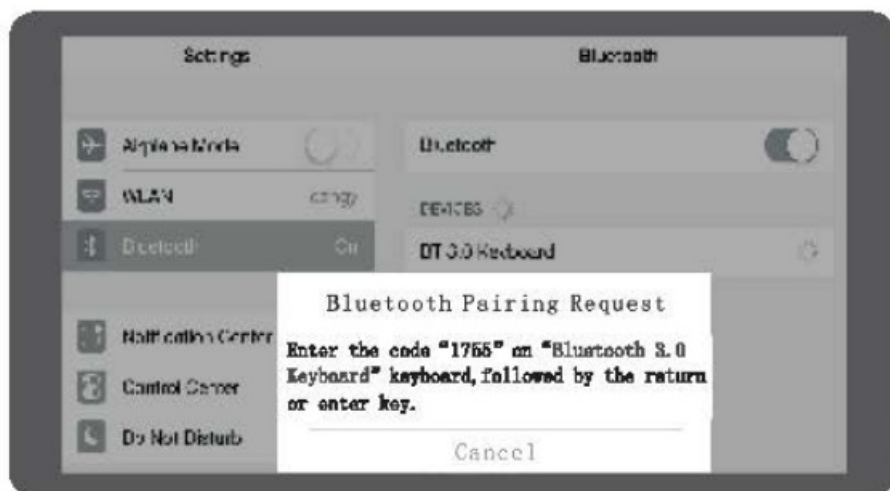 Settings
Bluetooth
Airplane Mode
Bluetooth
WLAN
DEVICES
Bluetooth On
BT 3.0 Keyboard
Bluetooth Pairing Request
Notification Center
Enter the code "1755" on "Bluetooth 3.0
Keyboard" keyboard, followed by the return
or enter key.
Control Center
Do Not Disturb
Cancel